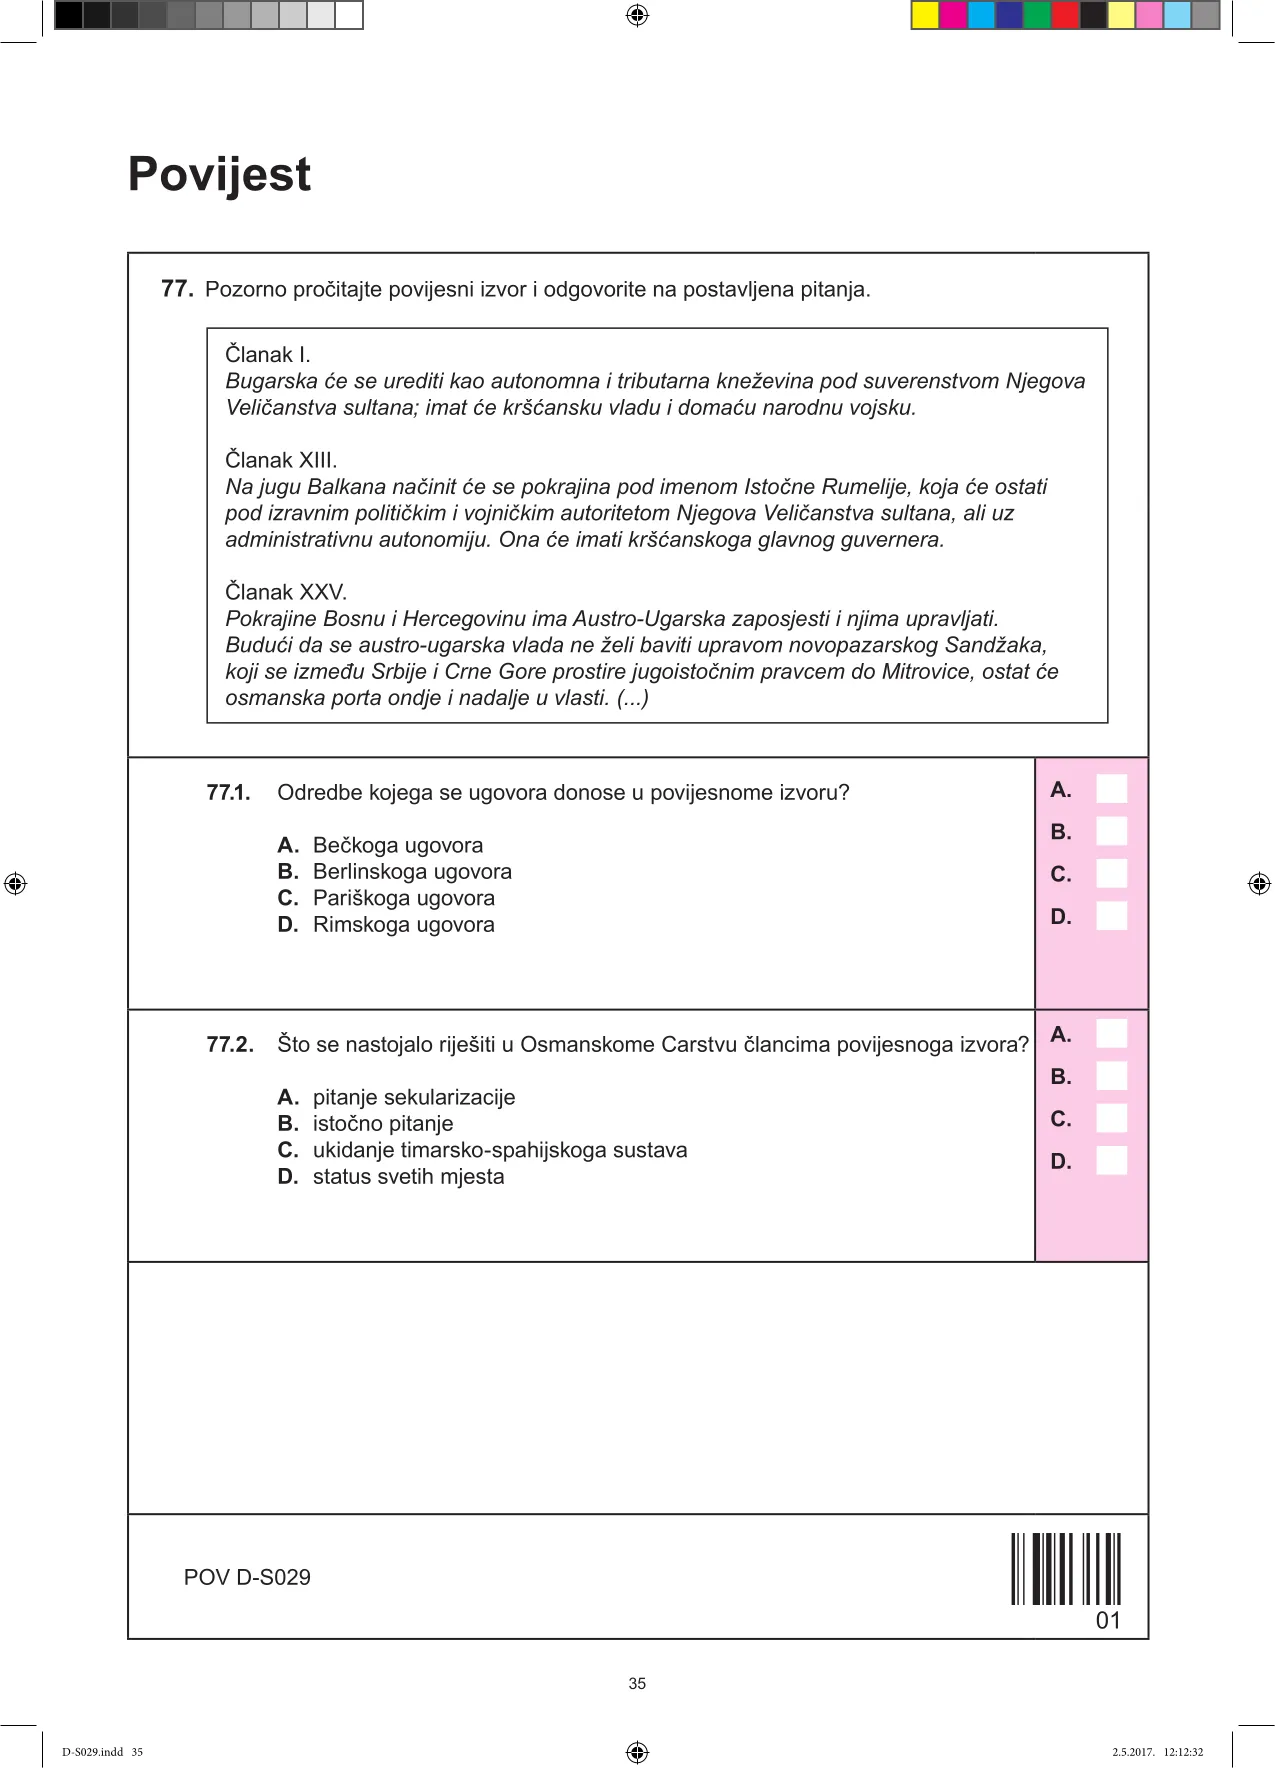 Povijest
77. Pozorno pročitajte povijesni izvor i odgovorite na postavljena pitanja.
Članak I.
Bugarska će se urediti kao autonomna i tributarna kneževina pod suverenstvom Njegova
Veličanstva sultana; imat će kršćansku vladu i domaću narodnu vojsku.
Članak XIII.
Na jugu Balkana načinit će se pokrajina pod imenom Istočne Rumelije, koja će ostati
pod izravnim političkim i vojničkim autoritetom Njegova Veličanstva sultana, ali uz
administrativnu autonomiju. Ona će imati kršćanskoga glavnog guvernera.
Članak XXV.
Pokrajine Bosnu i Hercegovinu ima Austro-Ugarska zaposjesti i njima upravljati.
Budući da se austro-ugarska vlada ne želi baviti upravom novopazarskog Sandžaka,
koji se između Srbije i Crne Gore prostire jugoistočnim pravcem do Mitrovice, ostat će
osmanska porta ondje i nadalje u vlasti. (...)
77.1. Odredbe kojega se ugovora donose u povijesnome izvoru?
A. Bečkoga ugovora
B. Berlinskoga ugovora
C. Pariškoga ugovora
D. Rimskoga ugovora
A.
B.
C.
D.
77.2. Što se nastojalo riješiti u Osmanskome Carstvu člancima povijesnoga izvora?
A. pitanje sekularizacije
B. istočno pitanje
C. ukidanje timarsko-spahijskoga sustava
D. status svetih mjesta
A.
B.
C.
D.
POV D-S029
01
35
D-S029.indd 35
2.5.2017. 12:12:32